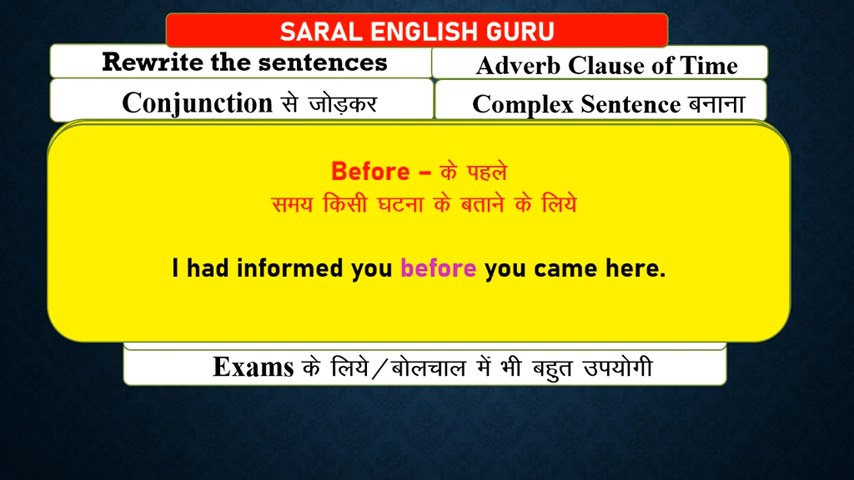 SARAL ENGLISH GURU
Rewrite the sentences
Adverb Clause of Time
Conjunction से जोड़कर
Complex Sentence बनाना
Before – के पहले
समय किसी घटना के बताने के लिये
I had informed you before you came here.
Exams के लिये/बोलचाल में भी बहुत उपयोगी